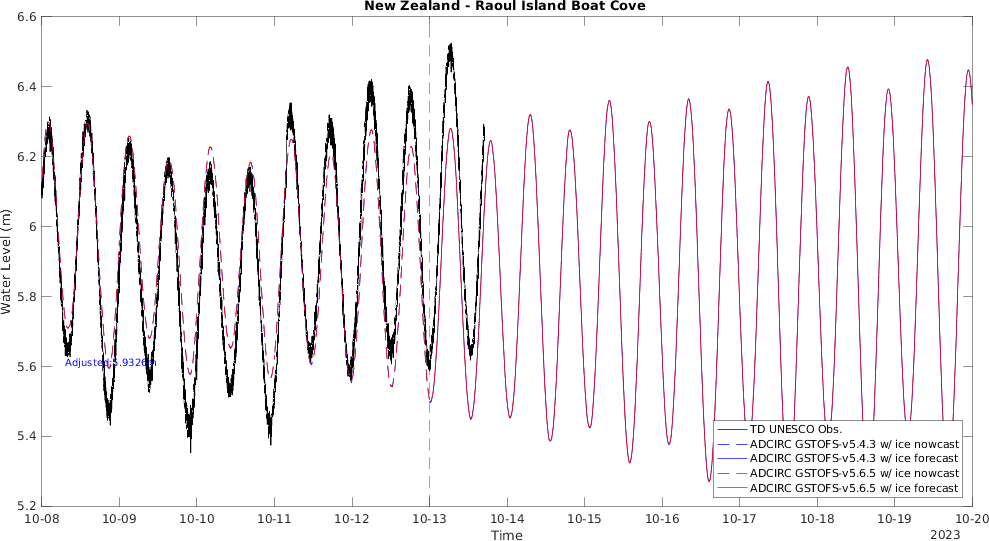 New Zealand - Raoul Island Boat Cove
6.6
6.4
6.2
6
5.8
5.6
5.4
5.2
Water Level (m)
Adjusted:5.9326m
TD UNESCO Obs.
ADCIRC GSTOFS-v5.4.3 w/ ice nowcast
ADCIRC GSTOFS-v5.4.3 w/ ice forecast
ADCIRC GSTOFS-v5.6.5 w/ ice nowcast
ADCIRC GSTOFS-v5.6.5 w/ ice forecast
10-08 10-09 10-10 10-11 10-12 10-13 10-14 10-15 10-16 10-17 10-18 10-19 10-20
Time
2023